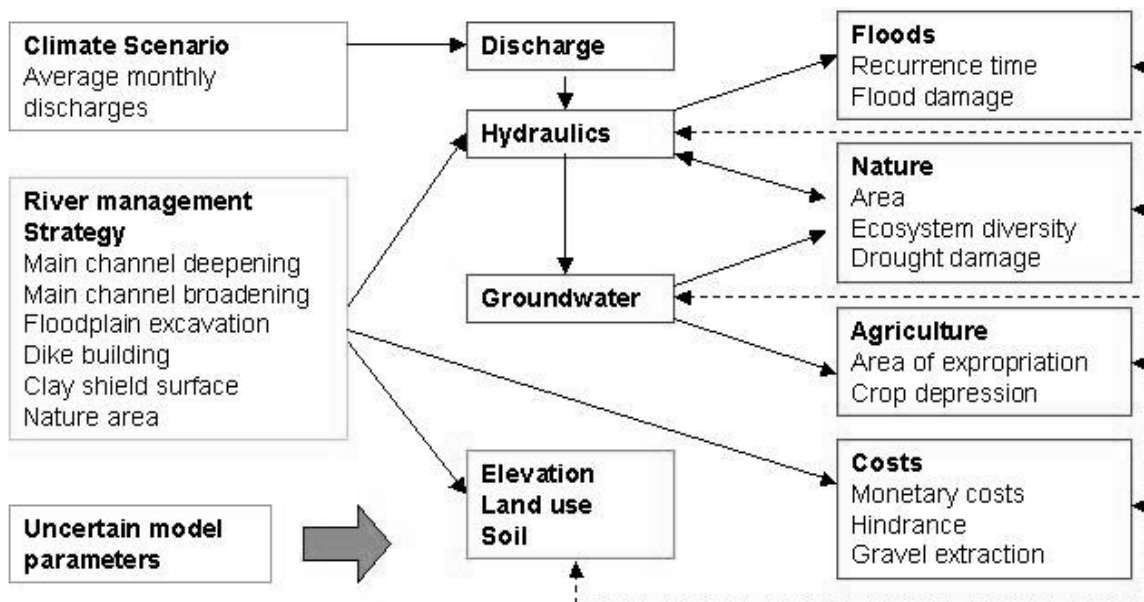 Climate Scenario
Average monthly
discharges
River management
Strategy
Main channel deepening
Main channel broadening
Floodplain excavation
Dike building
Clay shield surface
Nature area
Uncertain model
parameters
Discharge
Hydraulics
Groundwater
Elevation
Land use
Soil
Floods
Recurrence time
Flood damage
Nature
Area
Ecosystem diversity
Drought damage
Agriculture
Area of expropriation
Crop depression
Costs
Monetary costs
Hindrance
Gravel extraction